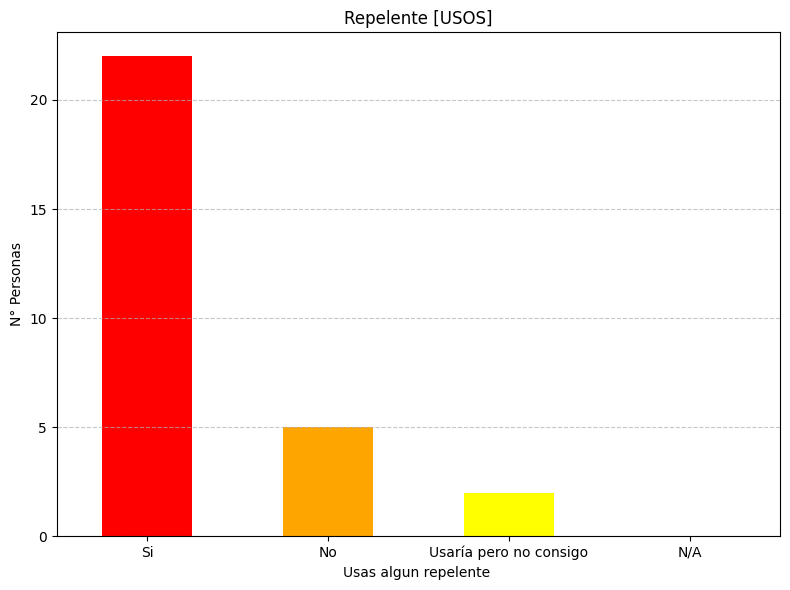 Repelente [USOS]
N° Personas
20
15
10
5
0
Si
No
Usaría pero no consigo
N/A
Usas algun repelente